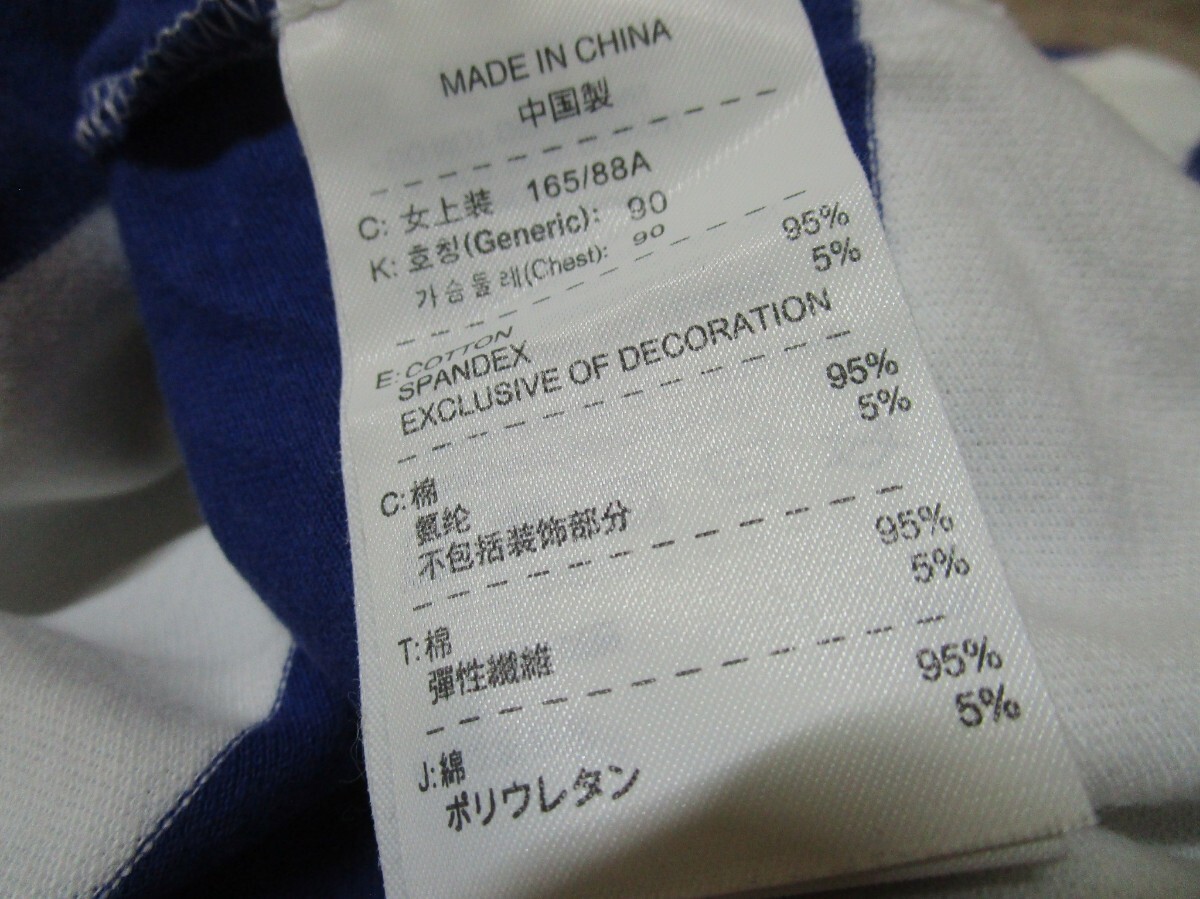 MADE IN CHINA
中国製
C: 女上装 165/88A
K: 호칭(Generic): 90
가슴둘레(Chest): 90
E: COTTON 95%
SPANDEX 5%
EXCLUSIVE OF DECORATION
C:棉 95%
氨纶 5%
不包括装饰部分
T:棉 95%
彈性纖維 5%
J:綿 95%
ポリウレタン 5%